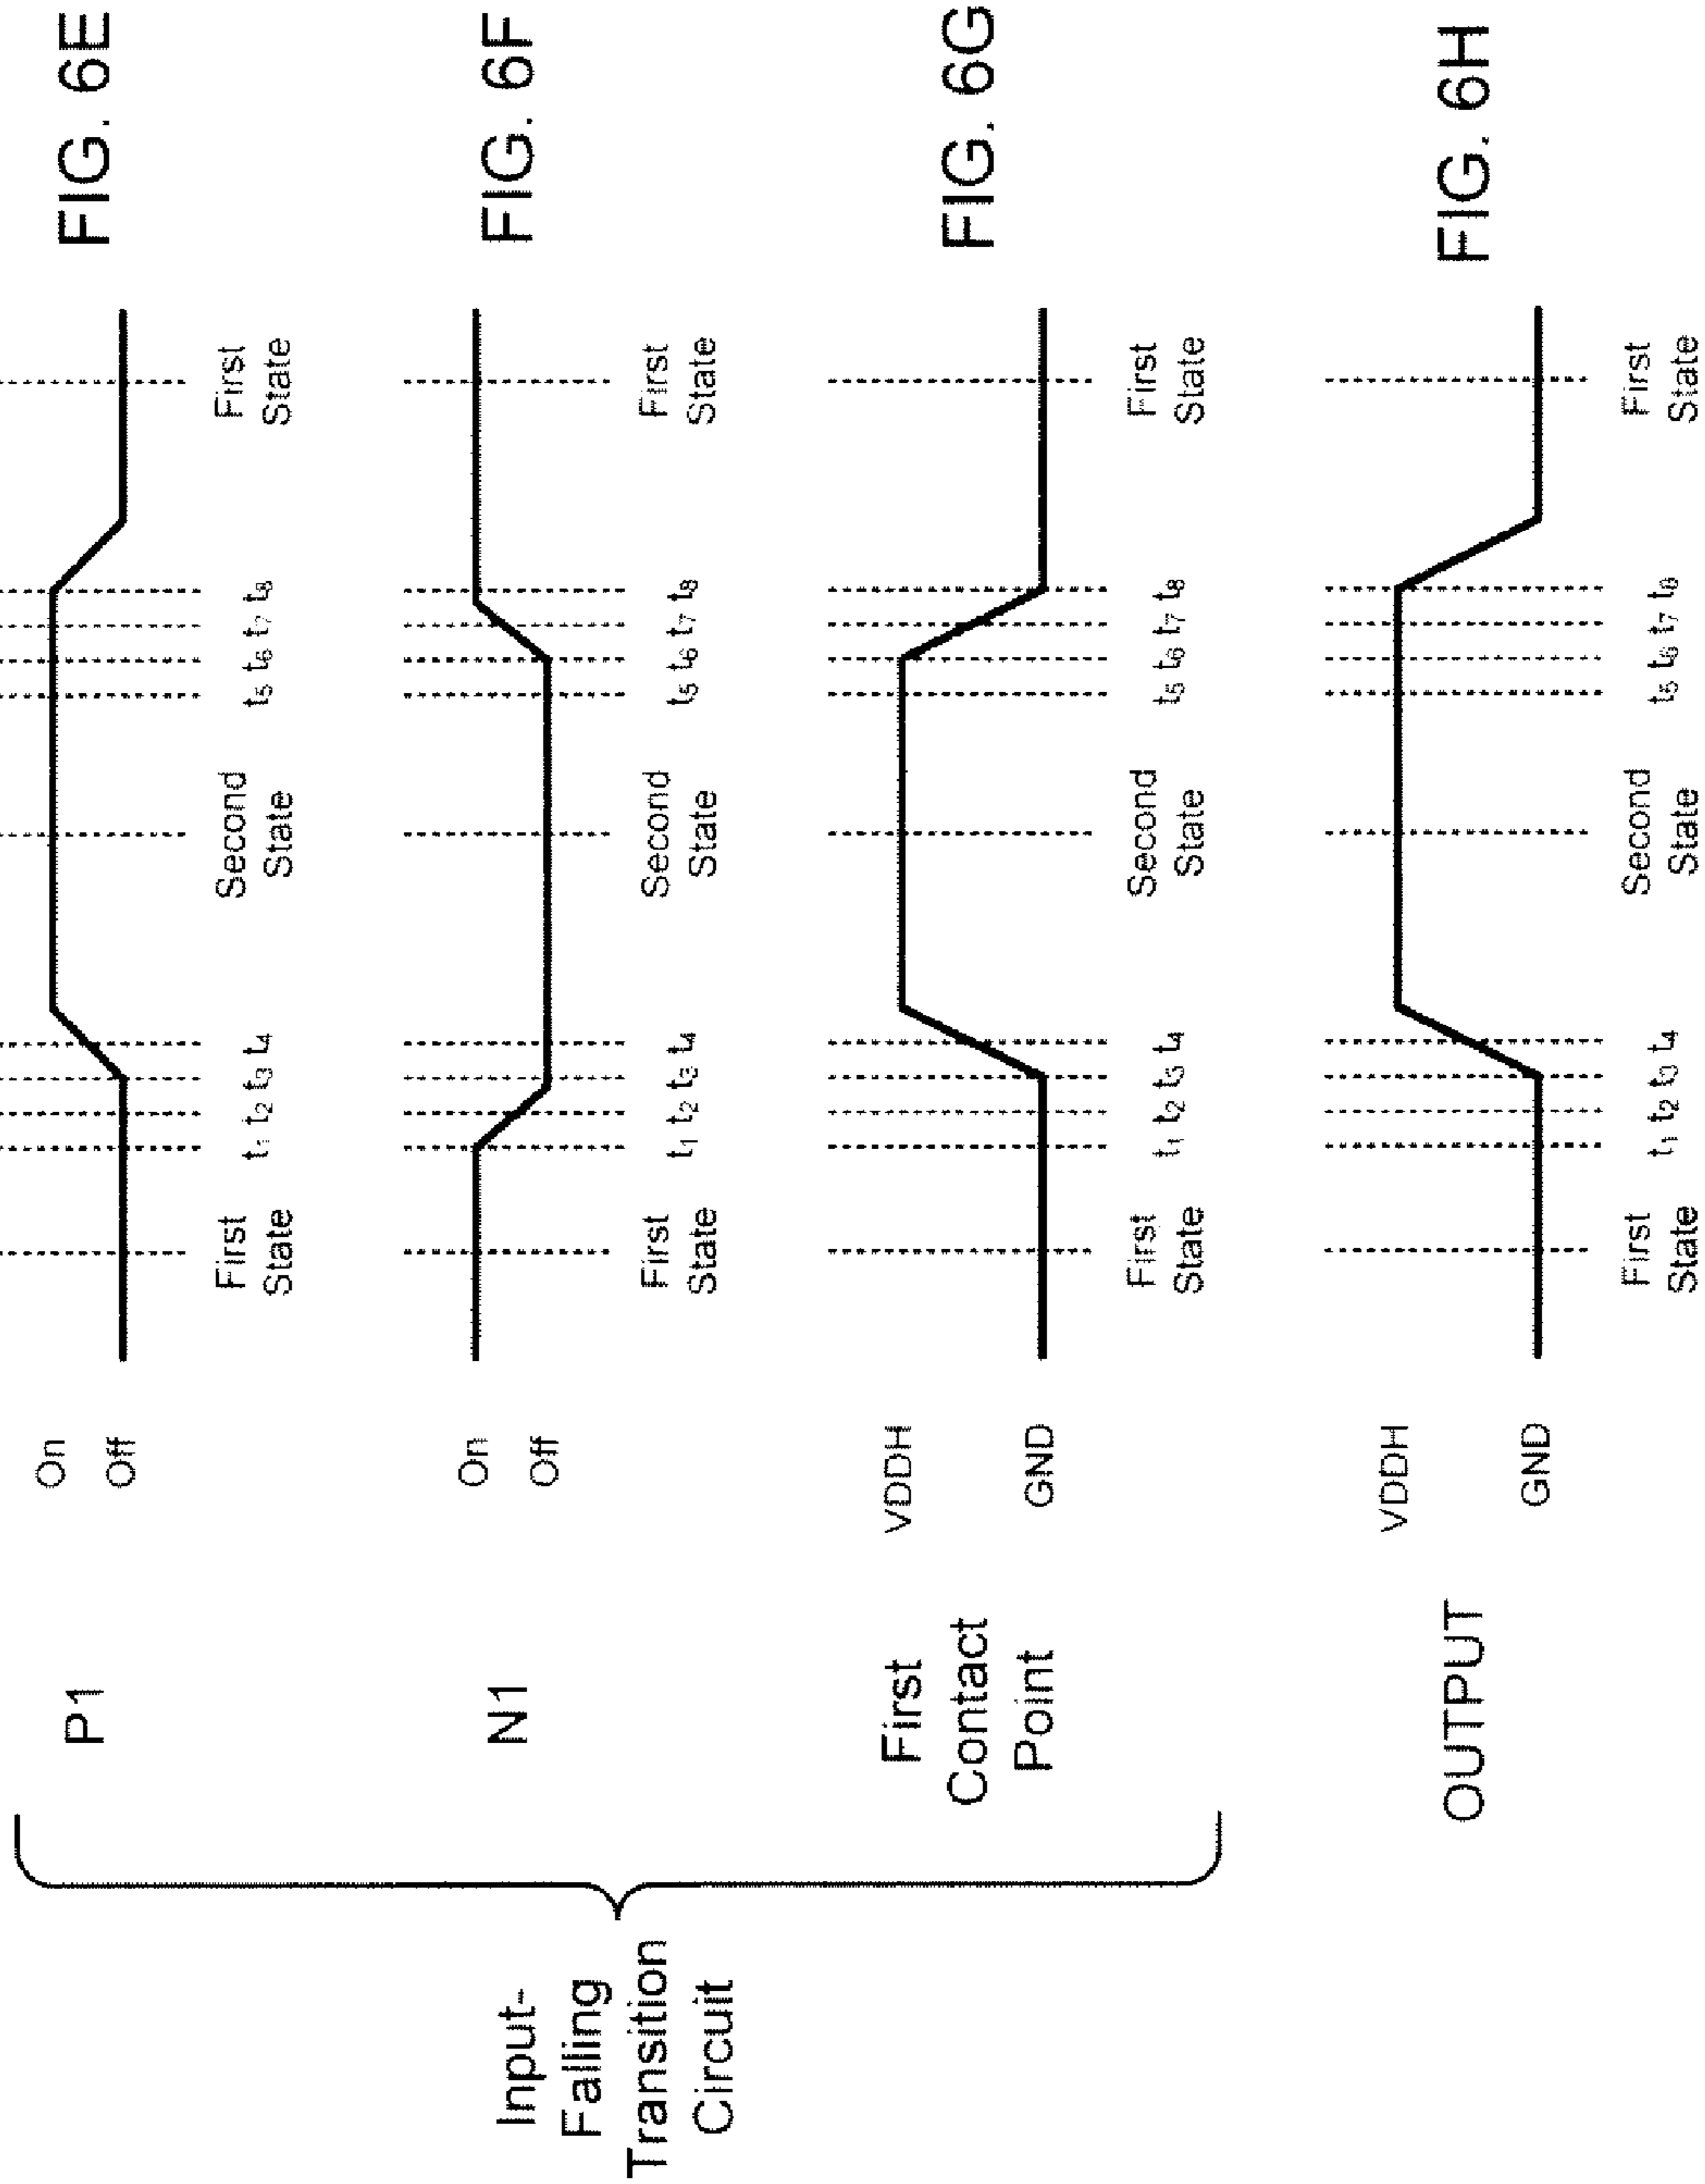 Input-
Falling
Transition
Circuit
P1
On
Off
First
State
t1 t2 t3 t4
Second
State
t5 t6 t7 t8
First
State
FIG. 6E
N1
On
Off
First
State
t1 t2 t3 t4
Second
State
t5 t6 t7 t8
First
State
FIG. 6F
First
Contact
Point
VDDH
GND
First
State
t1 t2 t3 t4
Second
State
t5 t6 t7 t8
First
State
FIG. 6G
OUTPUT
VDDH
GND
First
State
t1 t2 t3 t4
Second
State
t5 t6 t7 t8
First
State
FIG. 6H